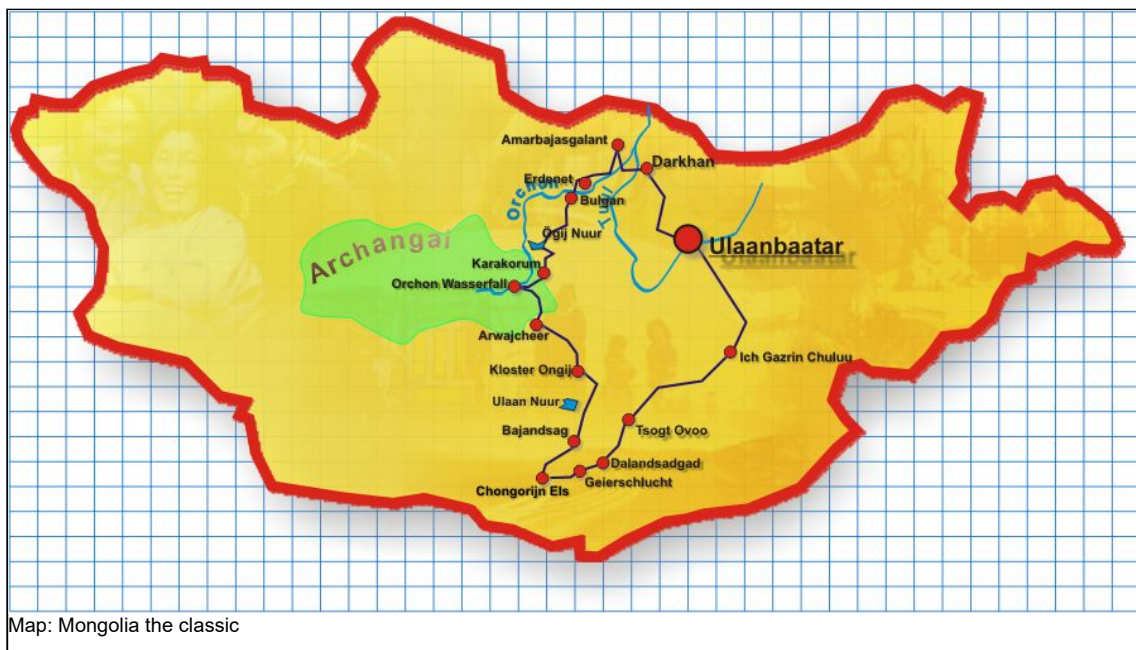 Amarbajasgalant
Darkhan
Erdenet
Orchon
Bulgan
Tuul
Ögij Nuur
Ulaanbaatar
Archangai
Karakorum
Orchon Wasserfall
Arwajcheer
Ich Gazrin Chuluu
Kloster Ongij
Ulaan Nuur
Tsogt Ovoo
Bajandsag
Dalandsadgad
Geierschlucht
Chongorijn Els
Map: Mongolia the classic